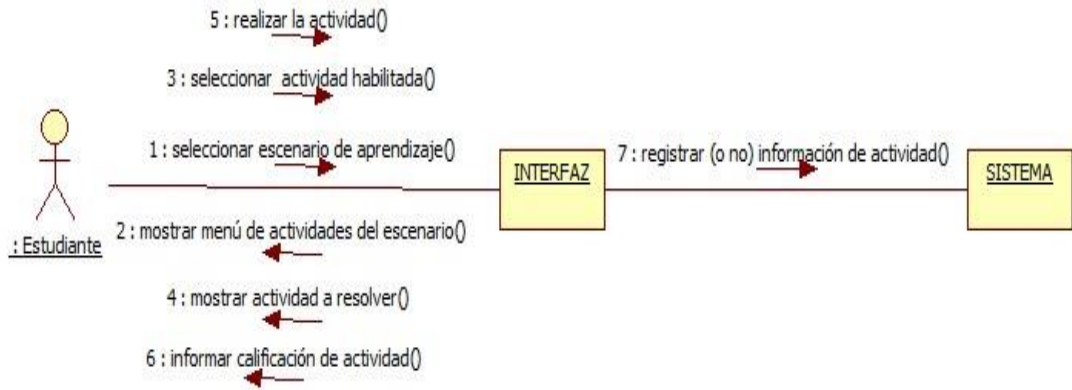 5 : realizar la actividad()
3 : seleccionar actividad habilitada()
1 : seleccionar escenario de aprendizaje()
7 : registrar (o no) información de actividad()
INTERFAZ
SISTEMA
: Estudiante
2 : mostrar menú de actividades del escenario()
4 : mostrar actividad a resolver()
6 : informar calificación de actividad()